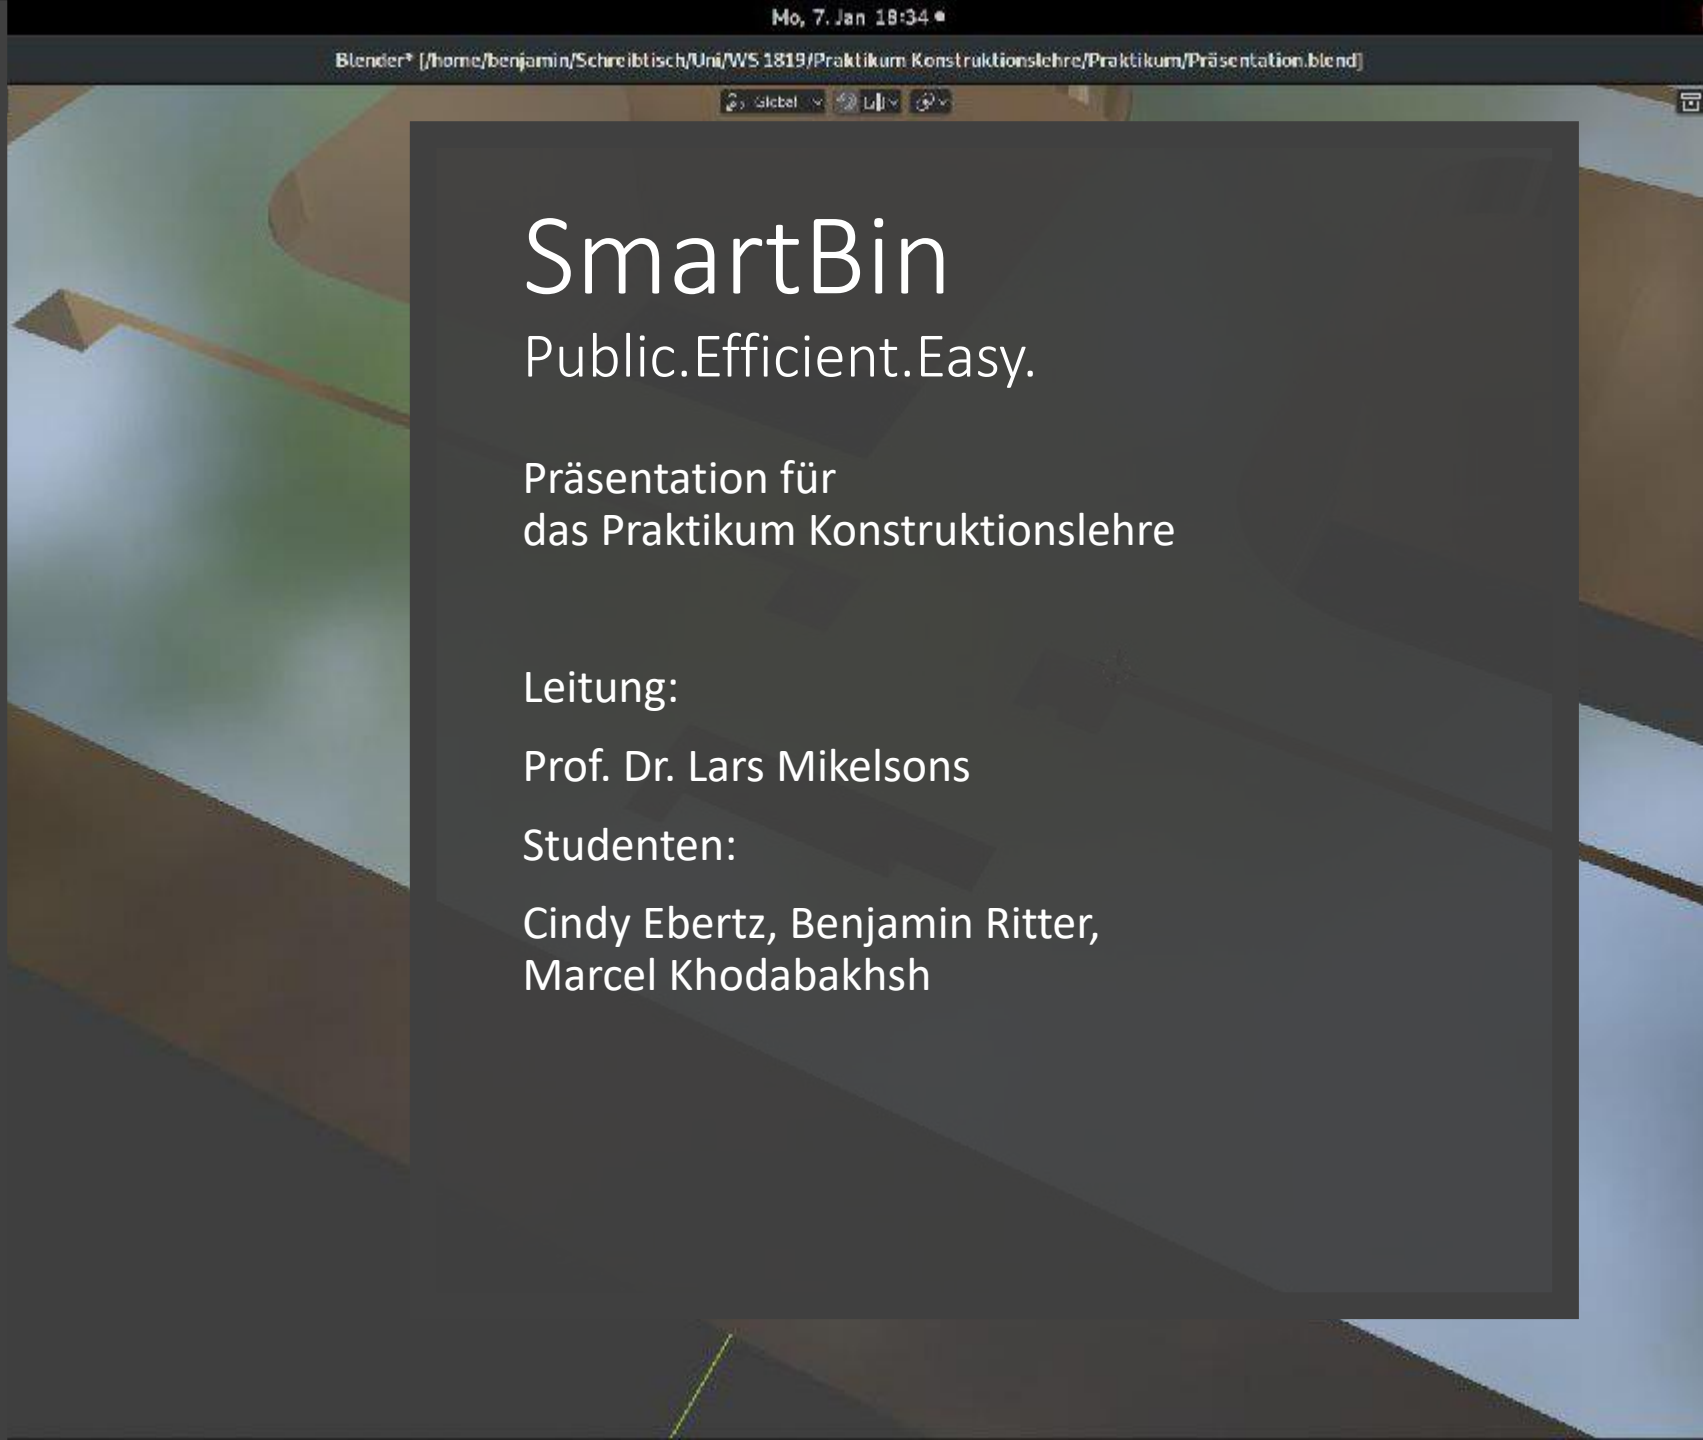 Mo, 7. Jan 18:34
Blender* [/home/benjamin/Schreibtisch/Uni/WS 1819/Praktikum Konstruktionslehre/Praktikum/Präsentation.blend]
Global
SmartBin
Public.Efficient.Easy.
Präsentation für
das Praktikum Konstruktionslehre
Leitung:
Prof. Dr. Lars Mikelsons
Studenten:
Cindy Ebertz, Benjamin Ritter,
Marcel Khodabakhsh